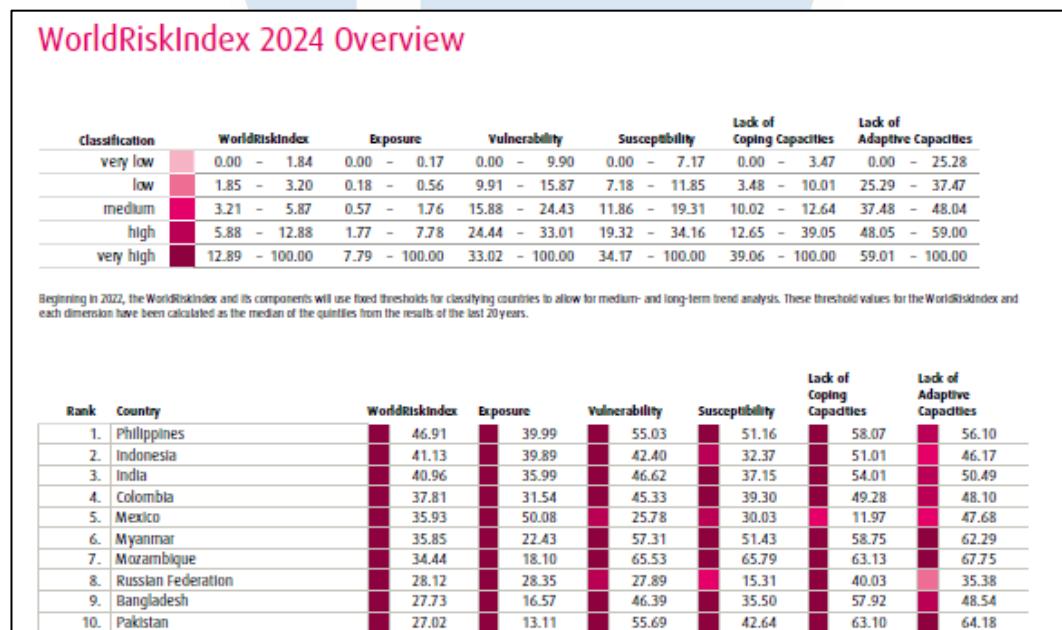 WorldRiskIndex 2024 Overview
Classification WorldRiskIndex Exposure Vulnerability Susceptibility Lack of Coping Capacities Lack of Adaptive Capacities
very low 0.00 – 1.84 0.00 – 0.17 0.00 – 9.90 0.00 – 7.17 0.00 – 3.47 0.00 – 25.28
low 1.85 – 3.20 0.18 – 0.56 9.91 – 15.87 7.18 – 11.85 3.48 – 10.01 25.29 – 37.47
medium 3.21 – 5.87 0.57 – 1.76 15.88 – 24.43 11.86 – 19.31 10.02 – 12.64 37.48 – 48.04
high 5.88 – 12.88 1.77 – 7.78 24.44 – 33.01 19.32 – 34.16 12.65 – 39.05 48.05 – 59.00
very high 12.89 – 100.00 7.79 – 100.00 33.02 – 100.00 34.17 – 100.00 39.06 – 100.00 59.01 – 100.00
Beginning in 2022, the WorldRiskIndex and its components will use fixed thresholds for classifying countries to allow for medium- and long-term trend analysis. These threshold values for the WorldRiskIndex and
each dimension have been calculated as the median of the quintiles from the results of the last 20 years.
Rank Country WorldRiskIndex Exposure Vulnerability Susceptibility Lack of Coping Capacities Lack of Adaptive Capacities
1. Philippines 46.91 39.99 55.03 51.16 58.07 56.10
2. Indonesia 41.13 39.89 42.40 32.37 51.01 46.17
3. India 40.96 35.99 46.62 37.15 54.01 50.49
4. Colombia 37.81 31.54 45.33 39.30 49.28 48.10
5. Mexico 35.93 50.08 25.78 30.03 11.97 47.68
6. Myanmar 35.85 22.43 57.31 51.43 58.75 62.29
7. Mozambique 34.44 18.10 65.53 65.79 63.13 67.75
8. Russian Federation 28.12 28.35 27.89 15.31 40.03 35.38
9. Bangladesh 27.73 16.57 46.39 35.50 57.92 48.54
10. Pakistan 27.02 13.11 55.69 42.64 63.10 64.18